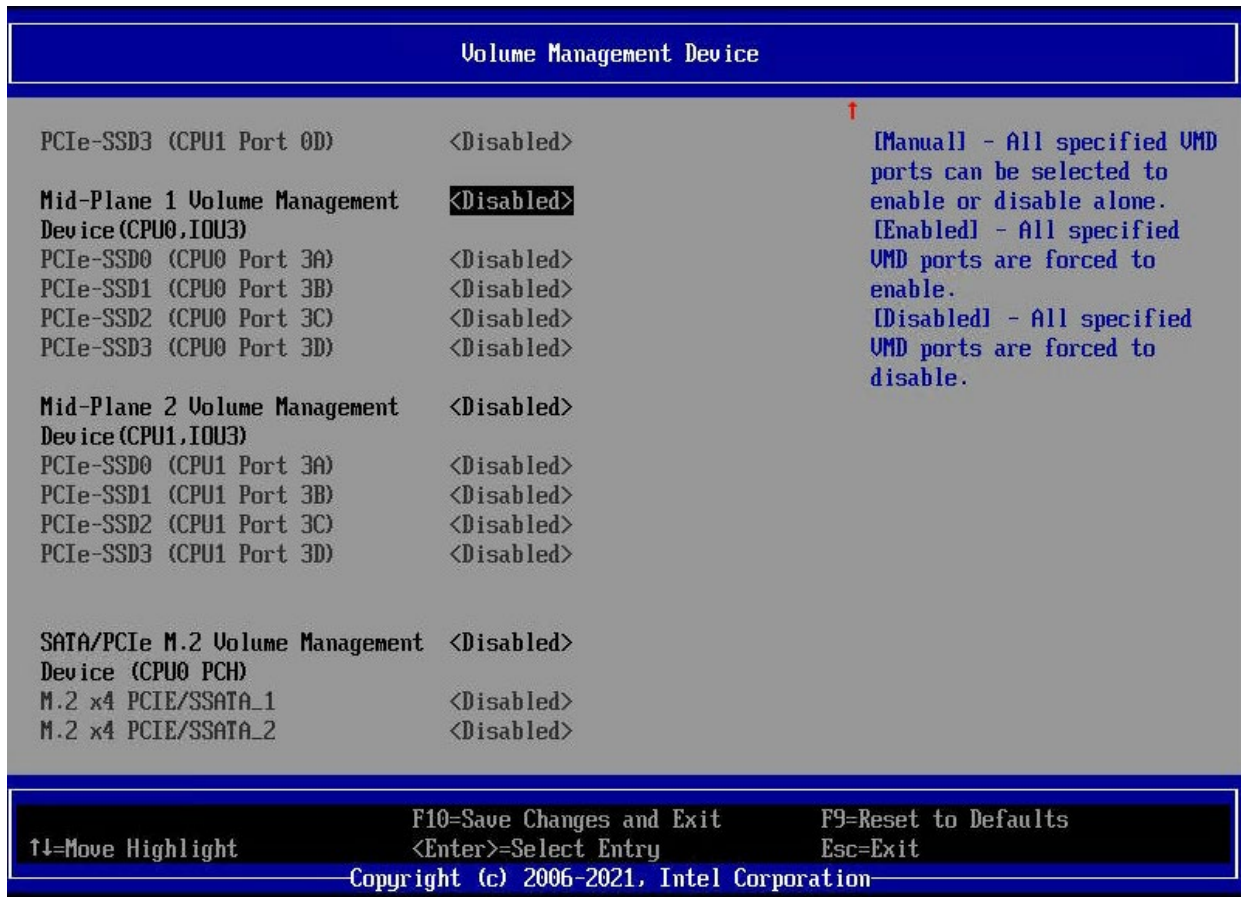 Volume Management Device
↑
PCIe-SSD3 (CPU1 Port 0D) <Disabled>
Mid-Plane 1 Volume Management <Disabled>
Device(CPU0,IOU3)
PCIe-SSD0 (CPU0 Port 3A) <Disabled>
PCIe-SSD1 (CPU0 Port 3B) <Disabled>
PCIe-SSD2 (CPU0 Port 3C) <Disabled>
PCIe-SSD3 (CPU0 Port 3D) <Disabled>
Mid-Plane 2 Volume Management <Disabled>
Device(CPU1,IOU3)
PCIe-SSD0 (CPU1 Port 3A) <Disabled>
PCIe-SSD1 (CPU1 Port 3B) <Disabled>
PCIe-SSD2 (CPU1 Port 3C) <Disabled>
PCIe-SSD3 (CPU1 Port 3D) <Disabled>
SATA/PCIe M.2 Volume Management <Disabled>
Device (CPU0 PCH)
M.2 x4 PCIE/SSATA_1 <Disabled>
M.2 x4 PCIE/SSATA_2 <Disabled>
[Manual] - All specified VMD
ports can be selected to
enable or disable alone.
[Enabled] - All specified
VMD ports are forced to
enable.
[Disabled] - All specified
VMD ports are forced to
disable.
F10=Save Changes and Exit F9=Reset to Defaults
↑↓=Move Highlight <Enter>=Select Entry Esc=Exit
Copyright (c) 2006-2021, Intel Corporation